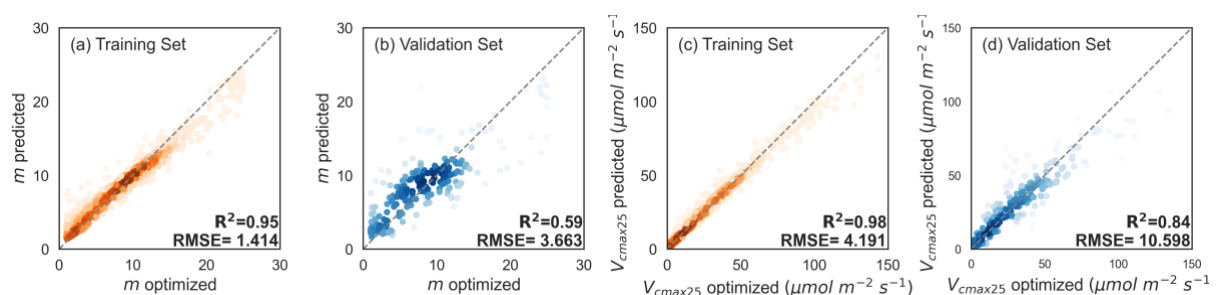 (a) Training Set
m predicted
30
20
10
0
R²=0.95
RMSE= 1.414
0 10 20 30
m optimized
(b) Validation Set
m predicted
30
20
10
0
R²=0.59
RMSE= 3.663
0 10 20 30
m optimized
(c) Training Set
V_cmax25 predicted (μmol m⁻² s⁻¹)
150
100
50
0
R²=0.98
RMSE= 4.191
0 50 100 150
V_cmax25 optimized (μmol m⁻² s⁻¹)
(d) Validation Set
V_cmax25 predicted (μmol m⁻² s⁻¹)
150
100
50
0
R²=0.84
RMSE= 10.598
0 50 100 150
V_cmax25 optimized (μmol m⁻² s⁻¹